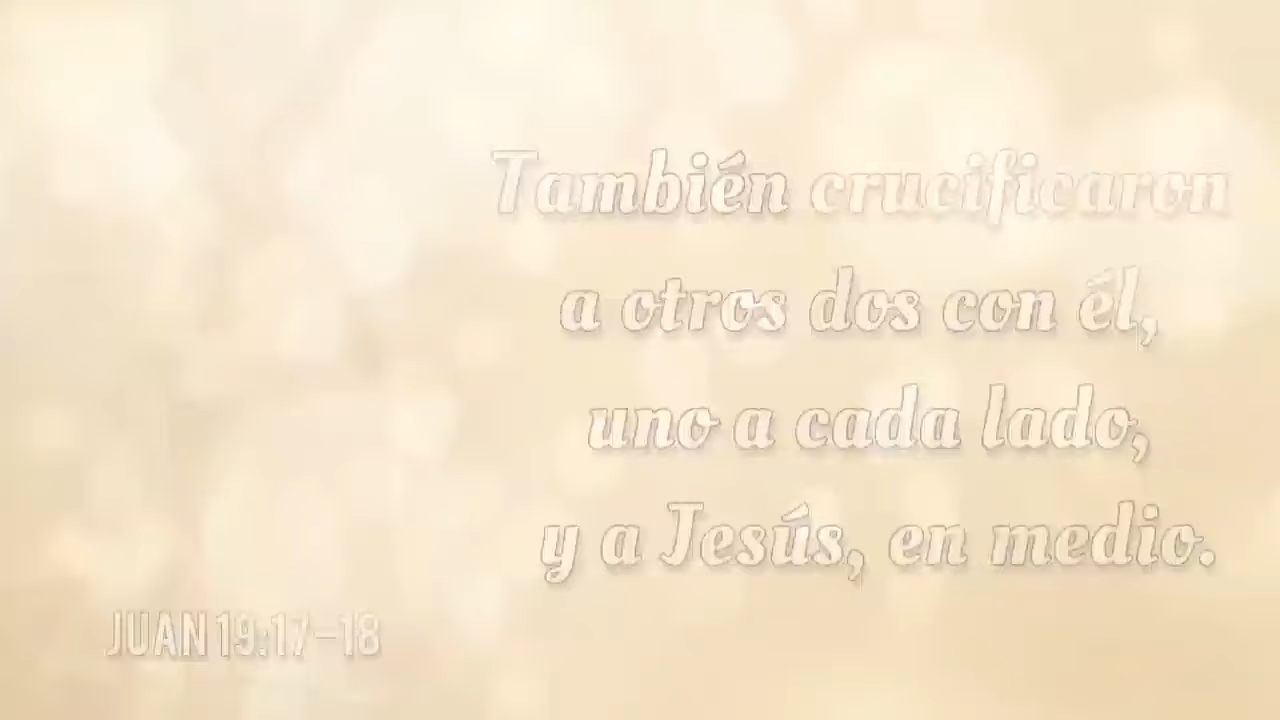 También crucificaron
a otros dos con él,
uno a cada lado,
y a Jesús, en medio.
JUAN 19:17-18